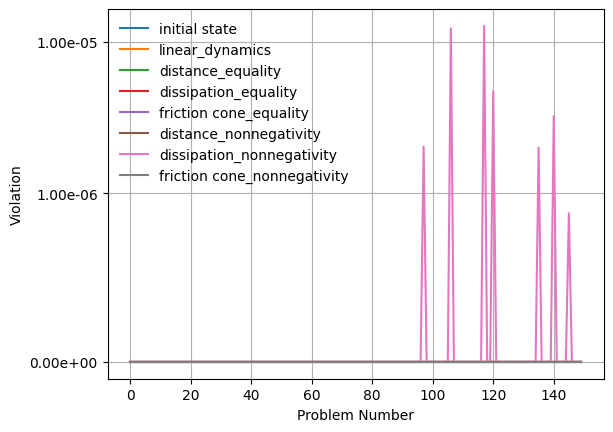 initial state
linear_dynamics
distance_equality
dissipation_equality
friction cone_equality
distance_nonnegativity
dissipation_nonnegativity
friction cone_nonnegativity
1.00e-05
1.00e-06
0.00e+00
Violation
0 20 40 60 80 100 120 140
Problem Number